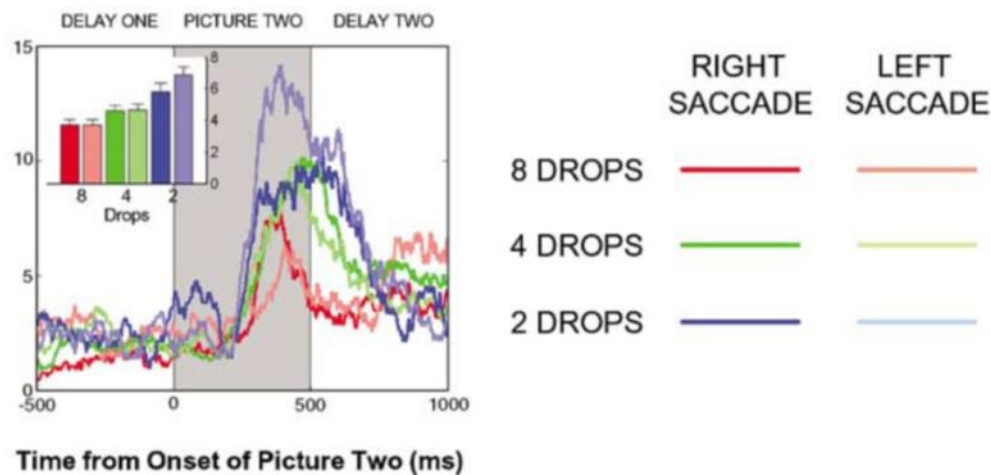 DELAY ONE PICTURE TWO DELAY TWO
15
10
5
0
8
6
4
2
0
8 4 2
Drops
-500 0 500 1000
Time from Onset of Picture Two (ms)
RIGHT SACCADE
LEFT SACCADE
8 DROPS
4 DROPS
2 DROPS